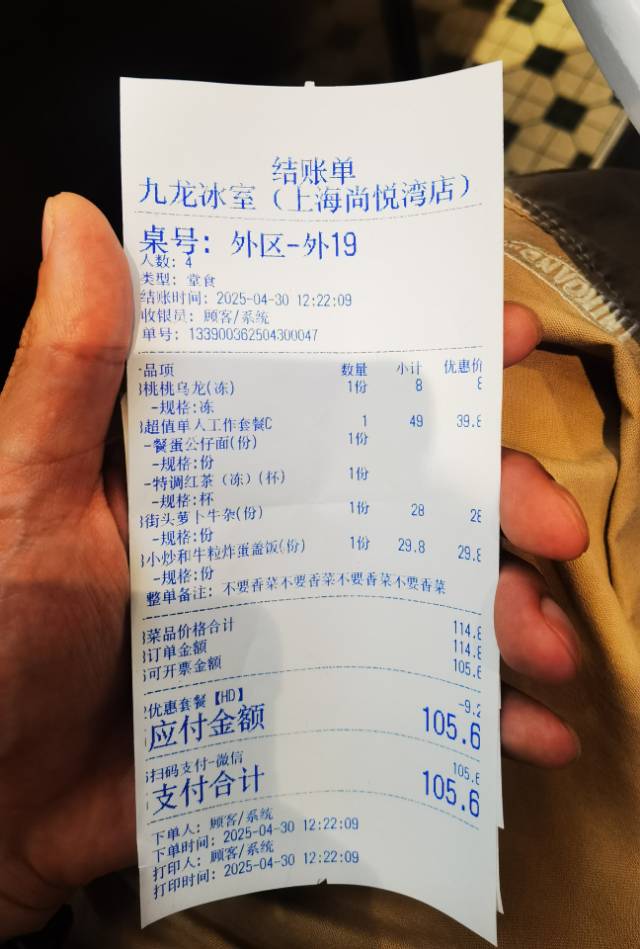 结账单
九龙冰室（上海尚悦湾店）
桌号: 外区-外19
人数: 4
类型: 堂食
结账时间: 2025-04-30 12:22:09
收银员: 顾客/系统
单号: 133900362504300047
品项 数量 小计 优惠价
桃桃乌龙(冻) 1份 8 8
-规格:冻
超值单人工作套餐C 1 49 39.8
-餐蛋公仔面(份) 1份
-规格:份
-特调红茶（冻）(杯) 1份
-规格:杯
街头萝卜牛杂(份) 1份 28 28
-规格:份
小炒和牛粒炸蛋盖饭(份) 1份 29.8 29.8
-规格:份
整单备注: 不要香菜不要香菜不要香菜不要香菜
菜品价格合计 114.8
订单金额 114.8
可开票金额 105.6
优惠套餐【HD】 -9.2
应付金额 105.6
扫码支付-微信 105.6
支付合计 105.6
下单人: 顾客/系统
下单时间: 2025-04-30 12:22:09
打印人: 顾客/系统
打印时间: 2025-04-30 12:22:09